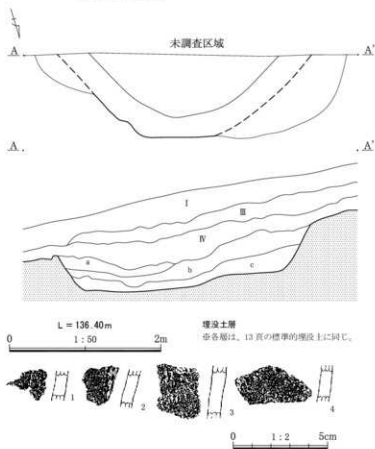 未調査区域
A A'
A. .A'
I
III
IV
a
b
c
L = 136.40m
0 1:50 2m
埋没土層
※各層は、13頁の標準的埋没土に同じ。
1
2
3
4
0 1:2 5cm